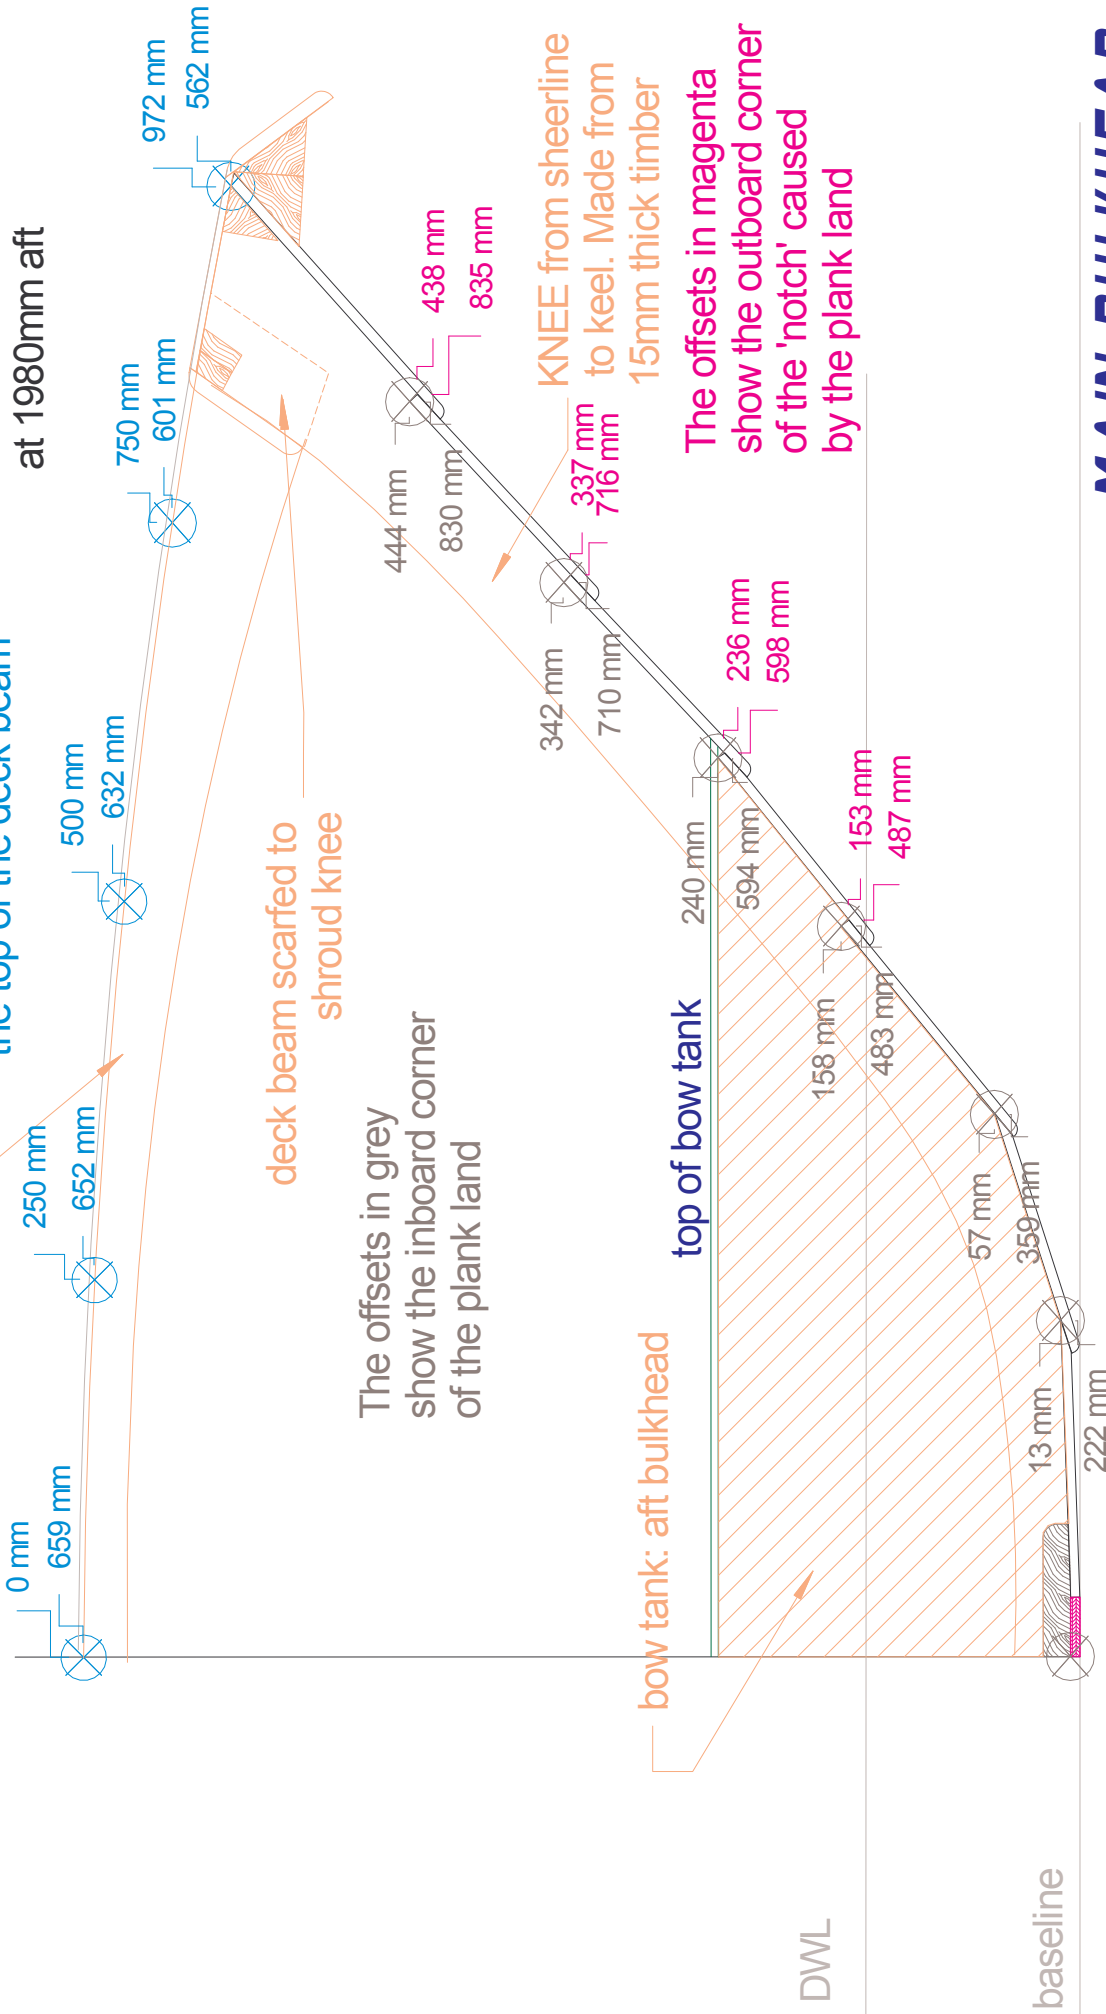 at 1980mm aft
the top of the deck beam
0 mm
659 mm
250 mm
652 mm
500 mm
632 mm
750 mm
601 mm
972 mm
562 mm
deck beam scarfed to
shroud knee
The offsets in grey
show the inboard corner
of the plank land
KNEE from sheerline
to keel. Made from
15mm thick timber
The offsets in magenta
show the outboard corner
of the 'notch' caused
by the plank land
438 mm
835 mm
444 mm
830 mm
337 mm
716 mm
342 mm
710 mm
236 mm
598 mm
240 mm
594 mm
153 mm
487 mm
158 mm
483 mm
57 mm
359 mm
13 mm
222 mm
top of bow tank
bow tank: aft bulkhead
DWL
baseline
MAIN BULKHEAD